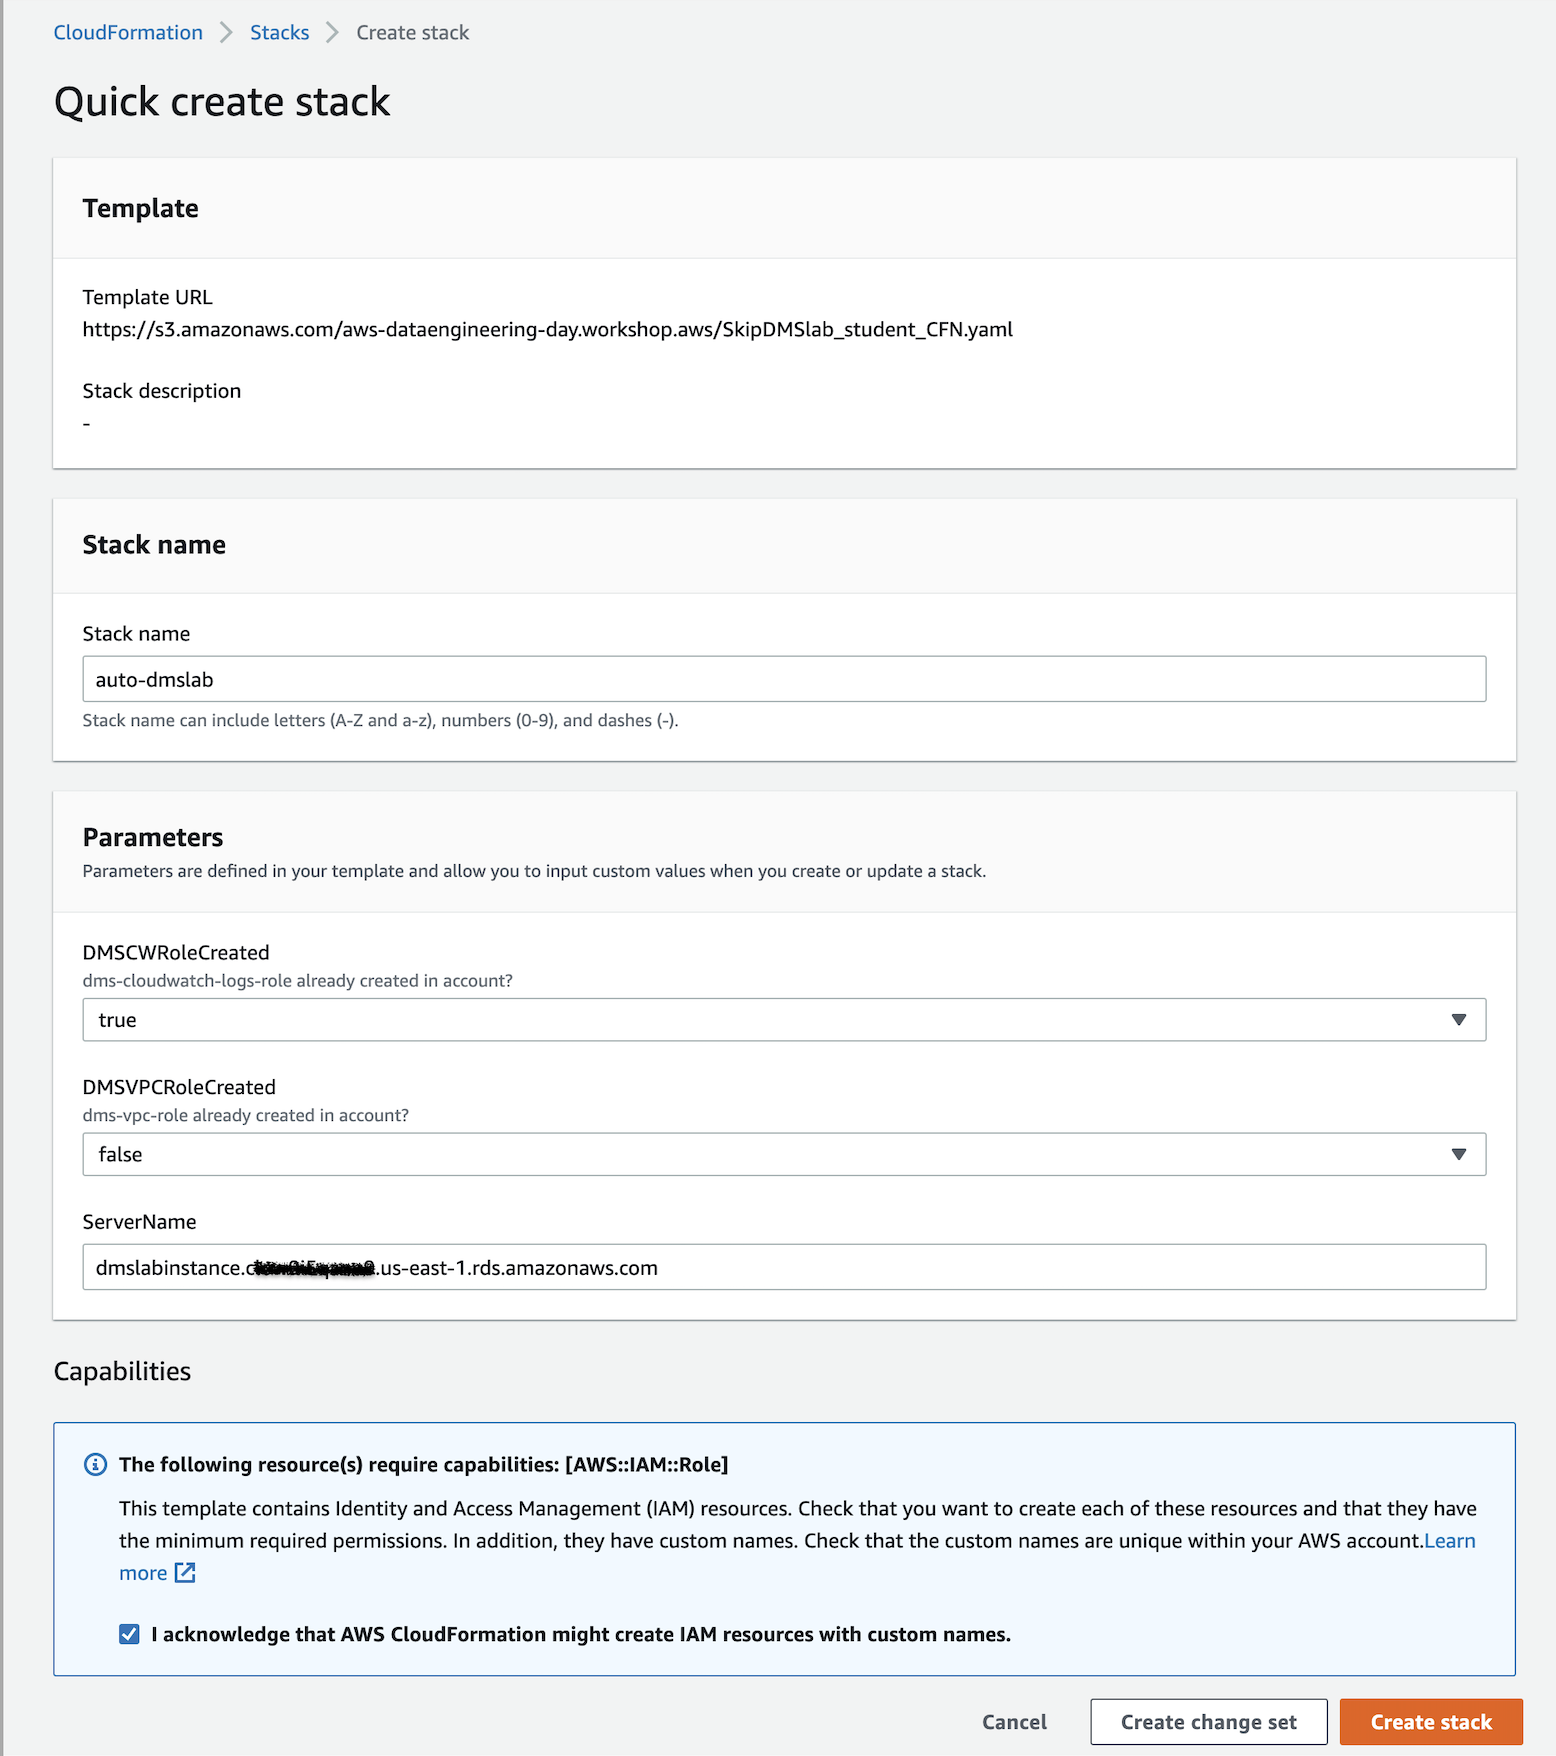 CloudFormation > Stacks > Create stack
Quick create stack
Template
Template URL
https://s3.amazonaws.com/aws-dataengineering-day.workshop.aws/SkipDMSlab_student_CFN.yaml
Stack description
-
Stack name
Stack name
auto-dmslab
Stack name can include letters (A-Z and a-z), numbers (0-9), and dashes (-).
Parameters
Parameters are defined in your template and allow you to input custom values when you create or update a stack.
DMSCWRoleCreated
dms-cloudwatch-logs-role already created in account?
true
DMSVPCRoleCreated
dms-vpc-role already created in account?
false
ServerName
dmslabinstance. .us-east-1.rds.amazonaws.com
Capabilities
The following resource(s) require capabilities: [AWS::IAM::Role]
This template contains Identity and Access Management (IAM) resources. Check that you want to create each of these resources and that they have
the minimum required permissions. In addition, they have custom names. Check that the custom names are unique within your AWS account.Learn
more
I acknowledge that AWS CloudFormation might create IAM resources with custom names.
Cancel Create change set Create stack